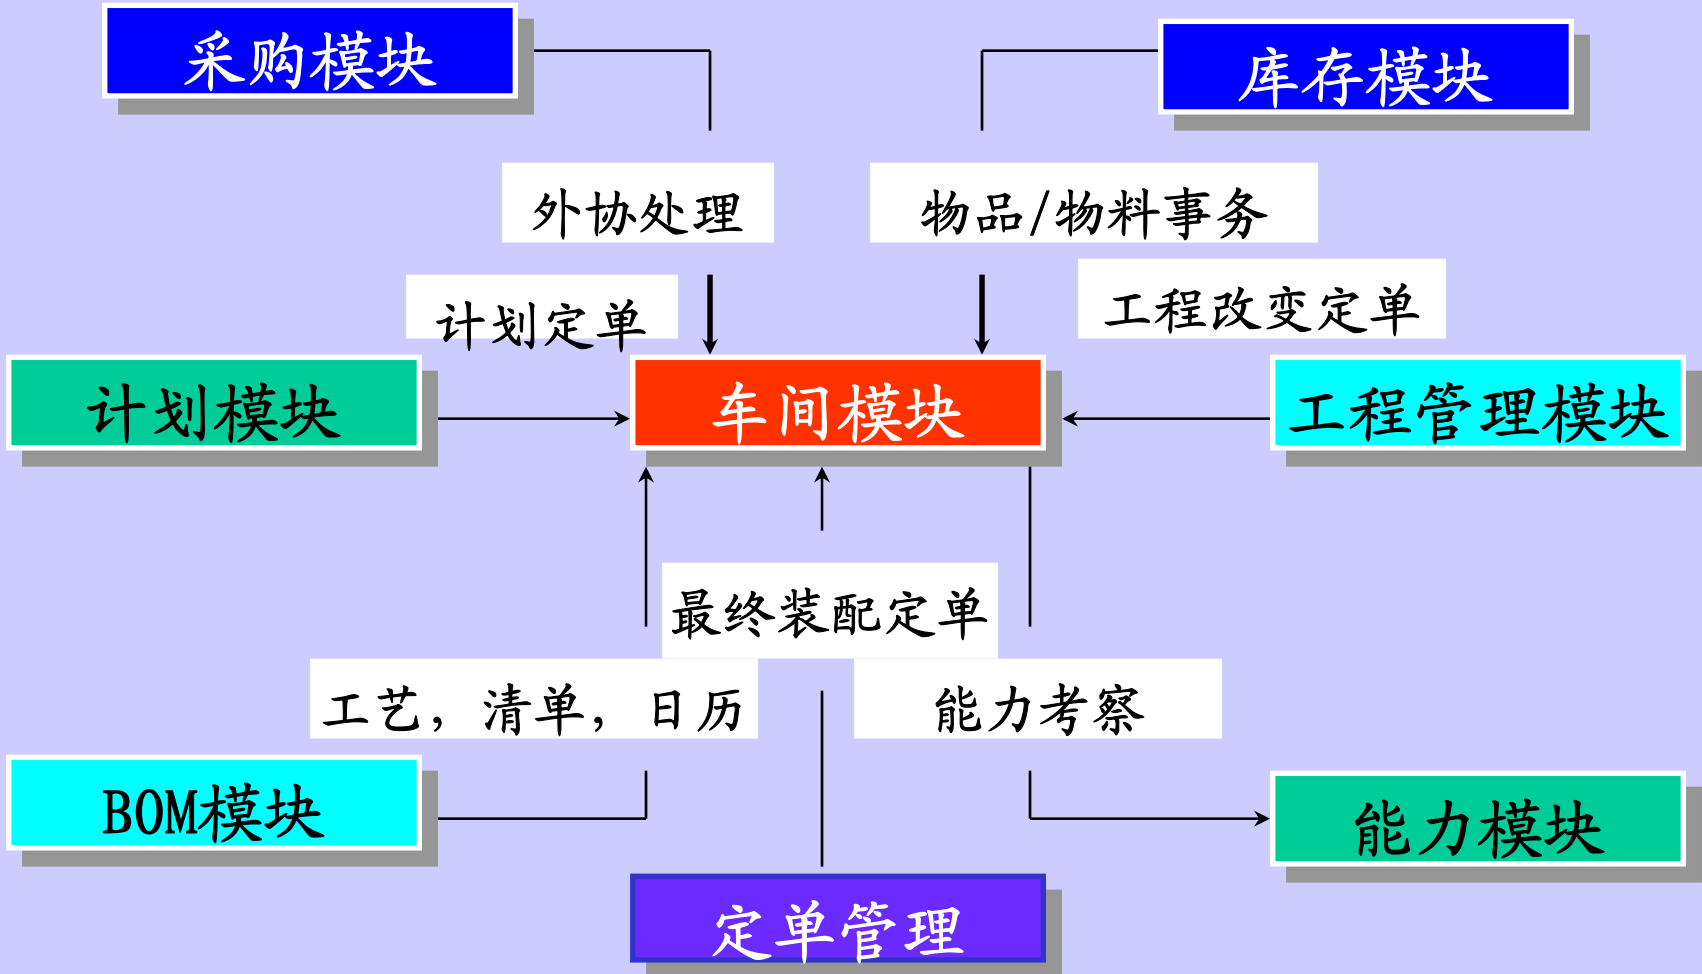 采购模块
库存模块
外协处理
物品/物料事务
计划定单
工程改变定单
计划模块
车间模块
工程管理模块
最终装配定单
工艺，清单，日历
能力考察
BOM模块
能力模块
定单管理